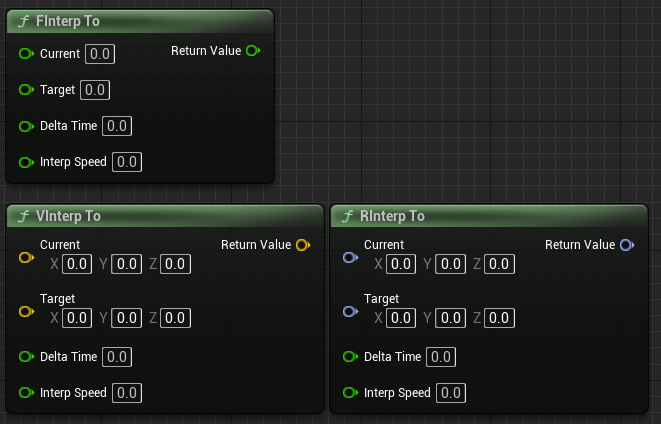 f FInterp To
Current 0.0 Return Value
Target 0.0
Delta Time 0.0
Interp Speed 0.0
f VInterp To
Current Return Value
X 0.0 Y 0.0 Z 0.0
Target
X 0.0 Y 0.0 Z 0.0
Delta Time 0.0
Interp Speed 0.0
f RInterp To
Current Return Value
X 0.0 Y 0.0 Z 0.0
Target
X 0.0 Y 0.0 Z 0.0
Delta Time 0.0
Interp Speed 0.0